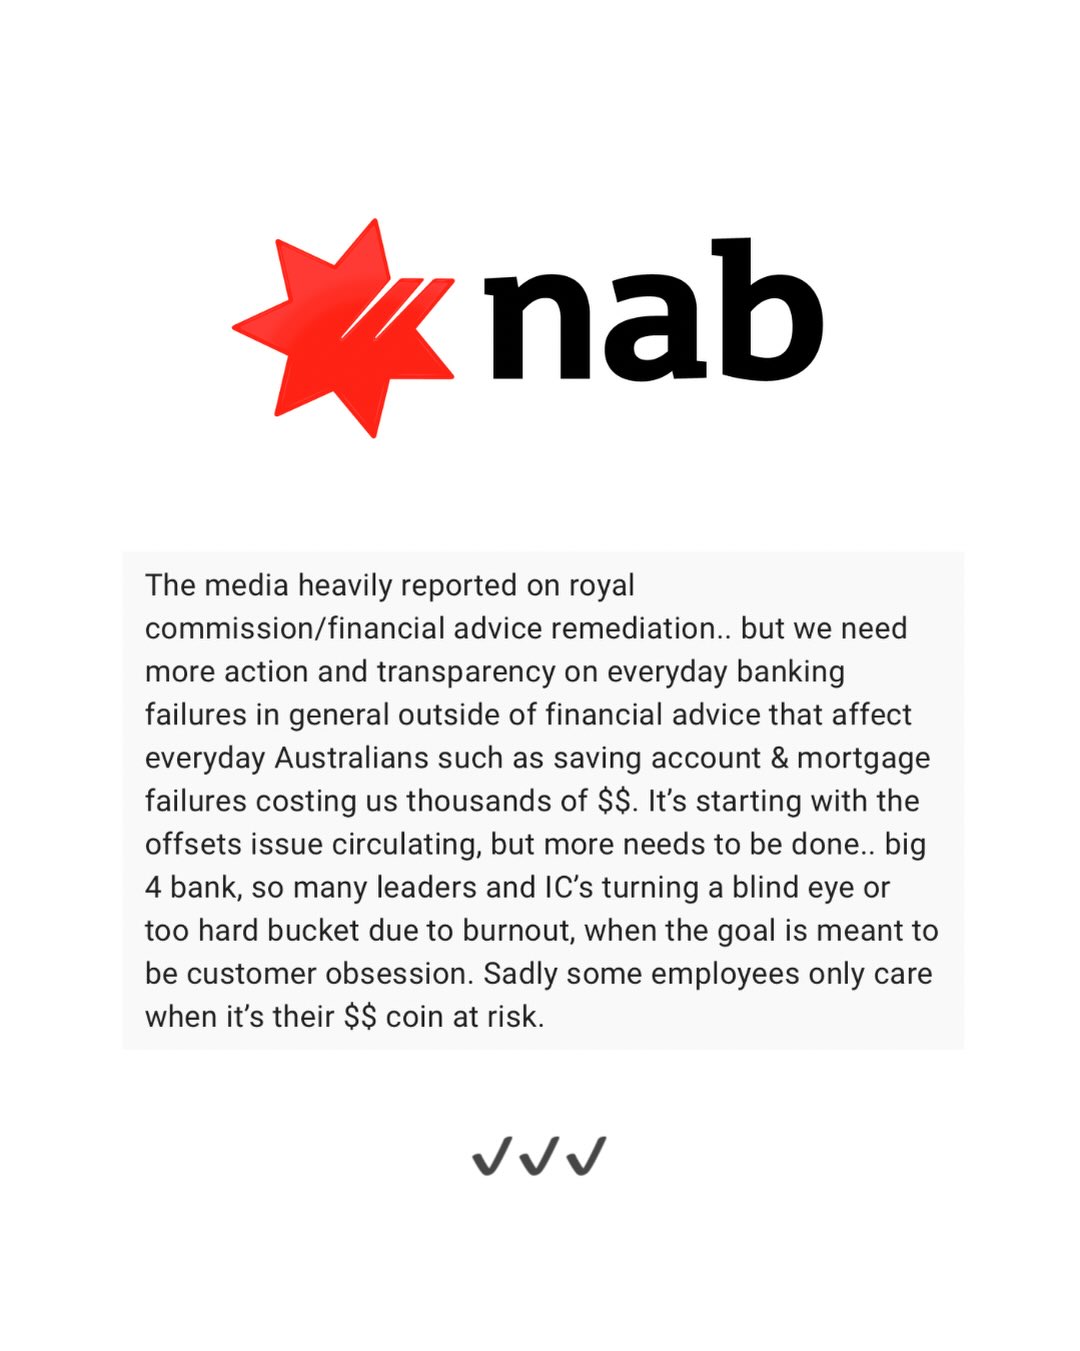 nab
The media heavily reported on royal
commission/financial advice remediation.. but we need
more action and transparency on everyday banking
failures in general outside of financial advice that affect
everyday Australians such as saving account & mortgage
failures costing us thousands of $$. It’s starting with the
offsets issue circulating, but more needs to be done.. big
4 bank, so many leaders and IC’s turning a blind eye or
too hard bucket due to burnout, when the goal is meant to
be customer obsession. Sadly some employees only care
when it’s their $$ coin at risk.